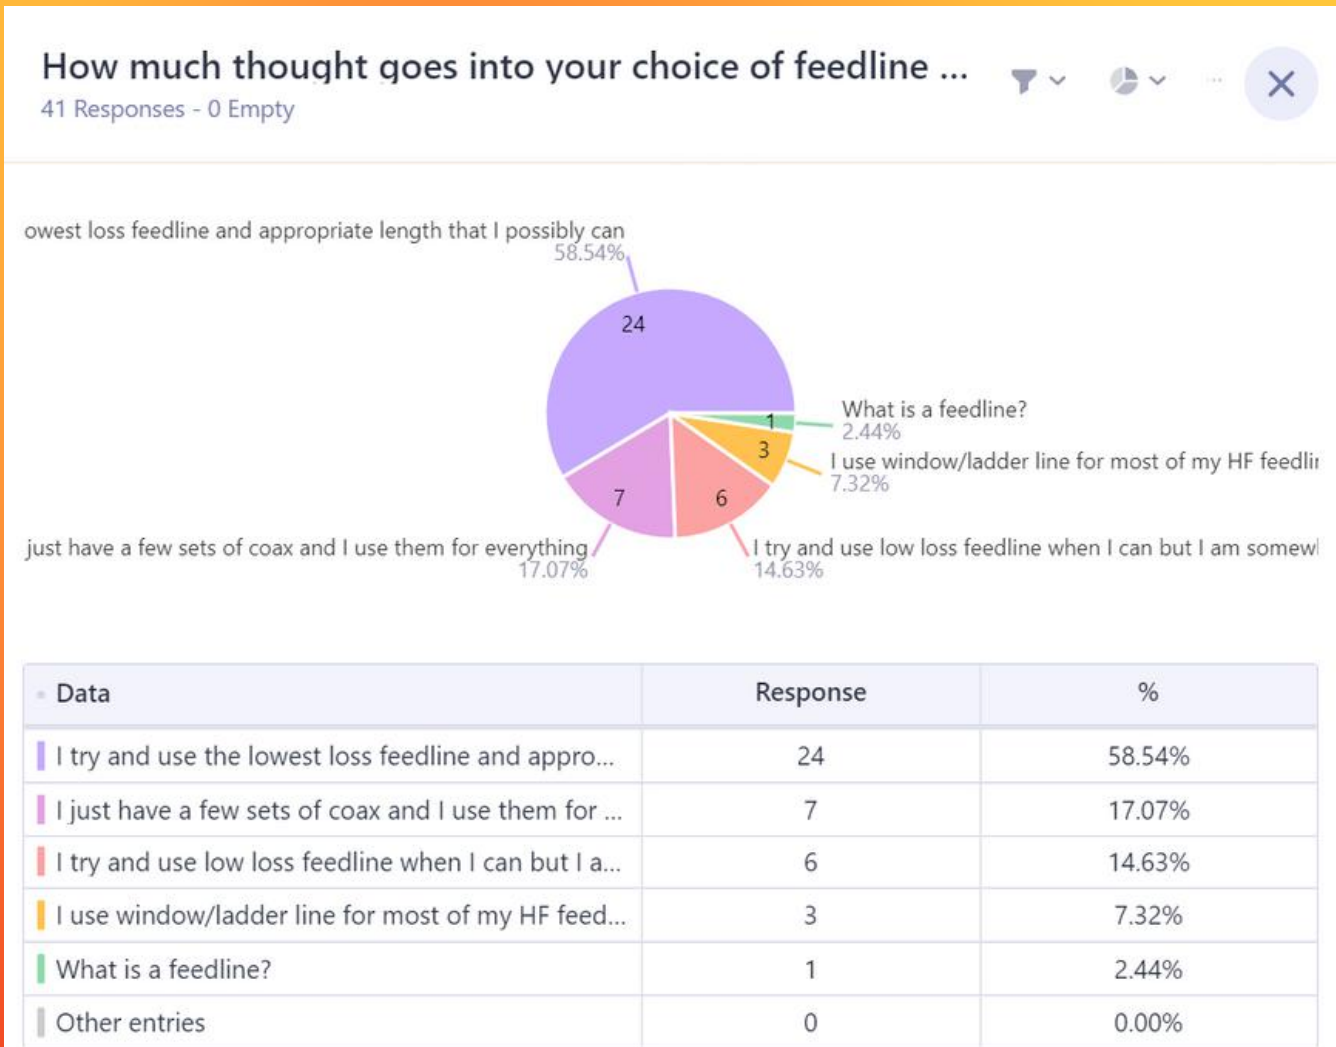 How much thought goes into your choice of feedline ...
41 Responses - 0 Empty
owest loss feedline and appropriate length that I possibly can
58.54%
24
What is a feedline?
2.44%
1
I use window/ladder line for most of my HF feedlin
7.32%
3
just have a few sets of coax and I use them for everything
17.07%
7
I try and use low loss feedline when I can but I am somewh
14.63%
6
Data Response %
I try and use the lowest loss feedline and appro... 24 58.54%
I just have a few sets of coax and I use them for ... 7 17.07%
I try and use low loss feedline when I can but I a... 6 14.63%
I use window/ladder line for most of my HF feed... 3 7.32%
What is a feedline? 1 2.44%
Other entries 0 0.00%